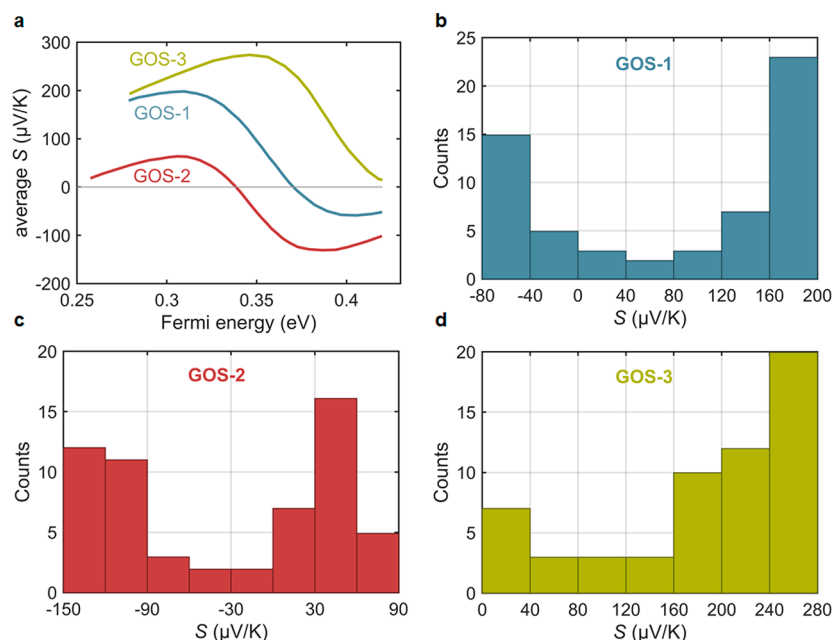 a
300
200
100
0
-100
-200
0.25
0.3
0.35
0.4
average S (µV/K)
Fermi energy (eV)
GOS-3
GOS-1
GOS-2
b
GOS-1
25
20
15
10
5
0
Counts
-80
-40
0
40
80
120
160
200
S (µV/K)
c
GOS-2
20
15
10
5
0
Counts
-150
-90
-30
30
90
S (µV/K)
d
GOS-3
20
15
10
5
0
Counts
0
40
80
120
160
200
240
280
S (µV/K)